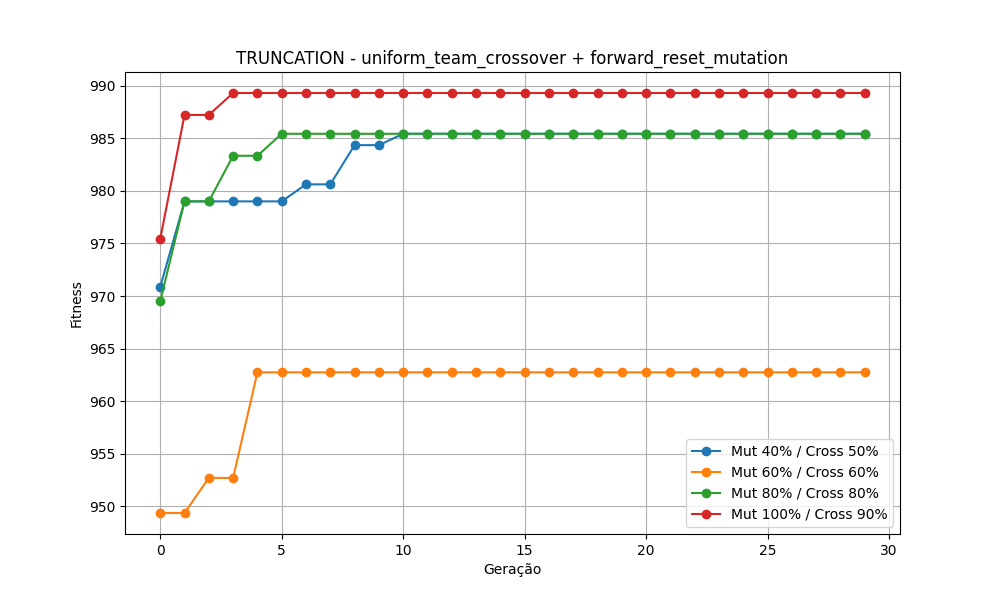 TRUNCATION - uniform_team_crossover + forward_reset_mutation
990
985
980
975
970
965
960
955
950
Fitness
0 5 10 15 20 25 30
Geração
Mut 40% / Cross 50%
Mut 60% / Cross 60%
Mut 80% / Cross 80%
Mut 100% / Cross 90%